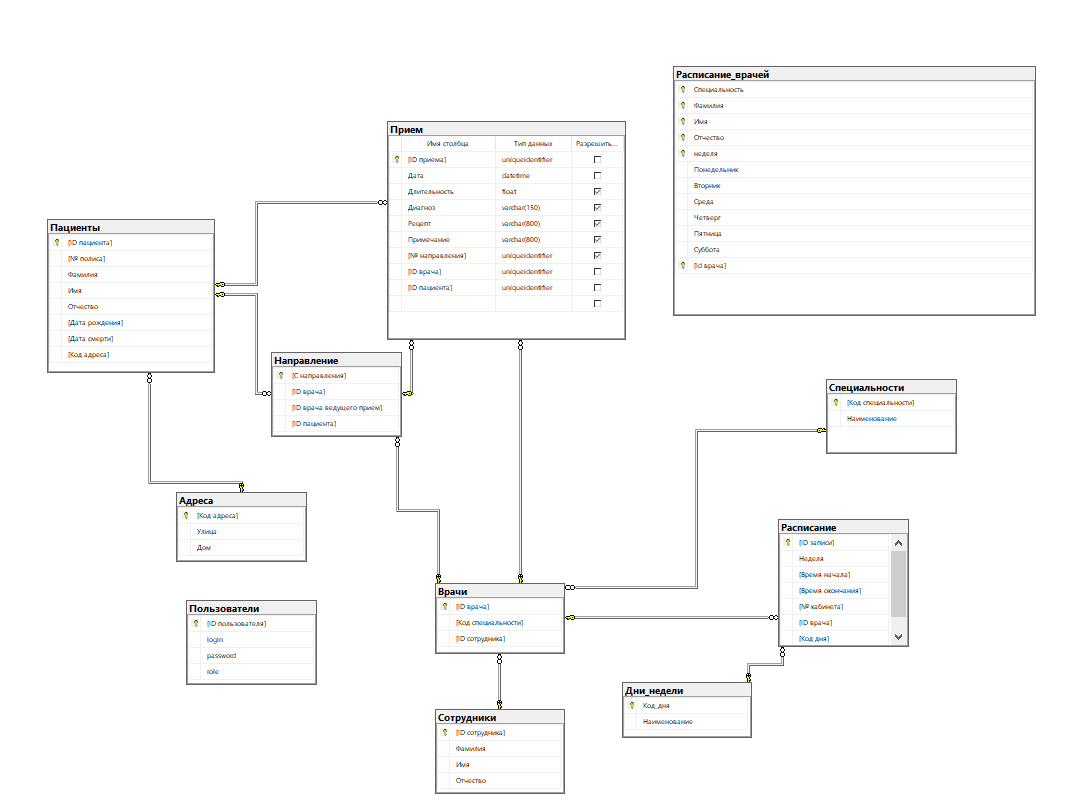 Расписание_врачей
Специальность
Фамилия
Имя
Отчество
неделя
Понедельник
Вторник
Среда
Четверг
Пятница
Суббота
[Id врача]
Прием
Имя столбца Тип данных Разрешить...
[ID приема] uniqueidentifier
Дата datetime
Длительность float
Диагноз varchar(150)
Рецепт varchar(800)
Примечание varchar(800)
[№ направления] uniqueidentifier
[ID врача] uniqueidentifier
[ID пациента] uniqueidentifier
Пациенты
[ID пациента]
[№ полиса]
Фамилия
Имя
Отчество
[Дата рождения]
[Дата смерти]
[Код адреса]
Направление
[С направления]
[ID врача]
[ID врача ведущего прием]
[ID пациента]
Специальности
[Код специальности]
Наименование
Адреса
[Код адреса]
Улица
Дом
Расписание
[ID записи]
Неделя
[Время начала]
[Время окончания]
[№ кабинета]
[ID врача]
[Код дня]
Врачи
[ID врача]
[Код специальности]
[ID сотрудника]
Пользователи
[ID пользователя]
login
password
role
Дни_недели
Код_дня
Наименование
Сотрудники
[ID сотрудника]
Фамилия
Имя
Отчество